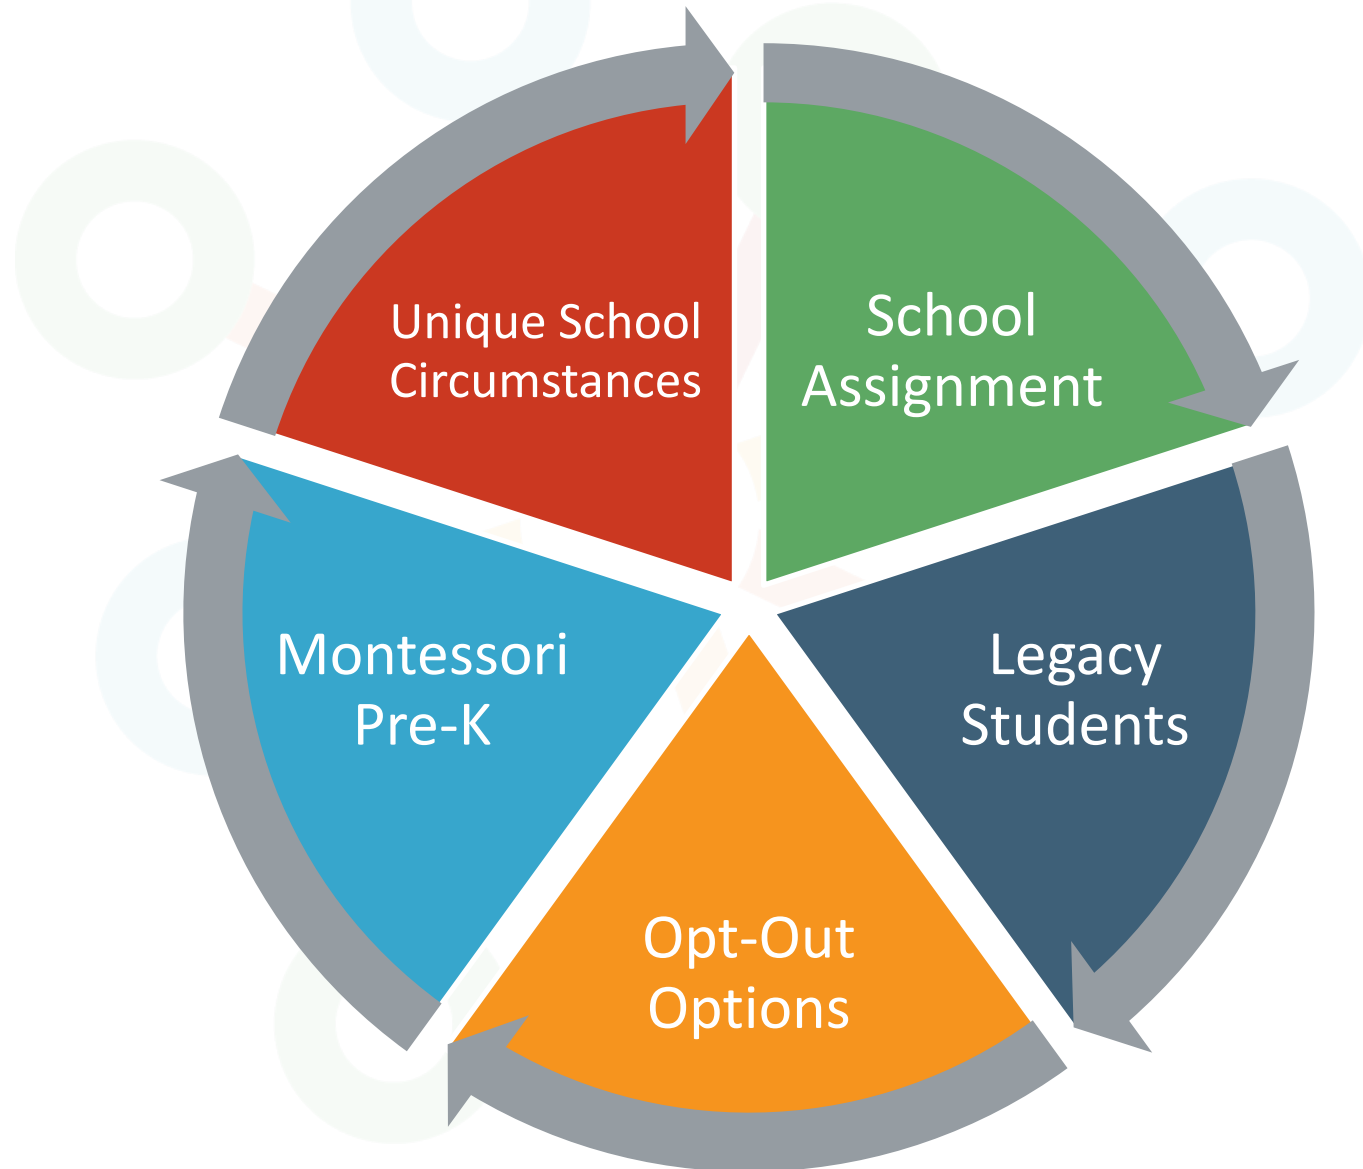 School
Assignment
Legacy
Students
Opt-Out
Options
Montessori
Pre-K
Unique School
Circumstances